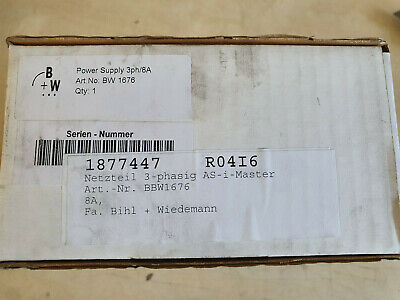 B
+W
Power Supply 3ph/8A
Art No. BW 1676
Qty: 1
Serien - Nummer
1877447 R04I6
Netzteil 3-phasig AS-i-Master
Art.-Nr. BBW1676
8A,
Fa. Bihl + Wiedemann